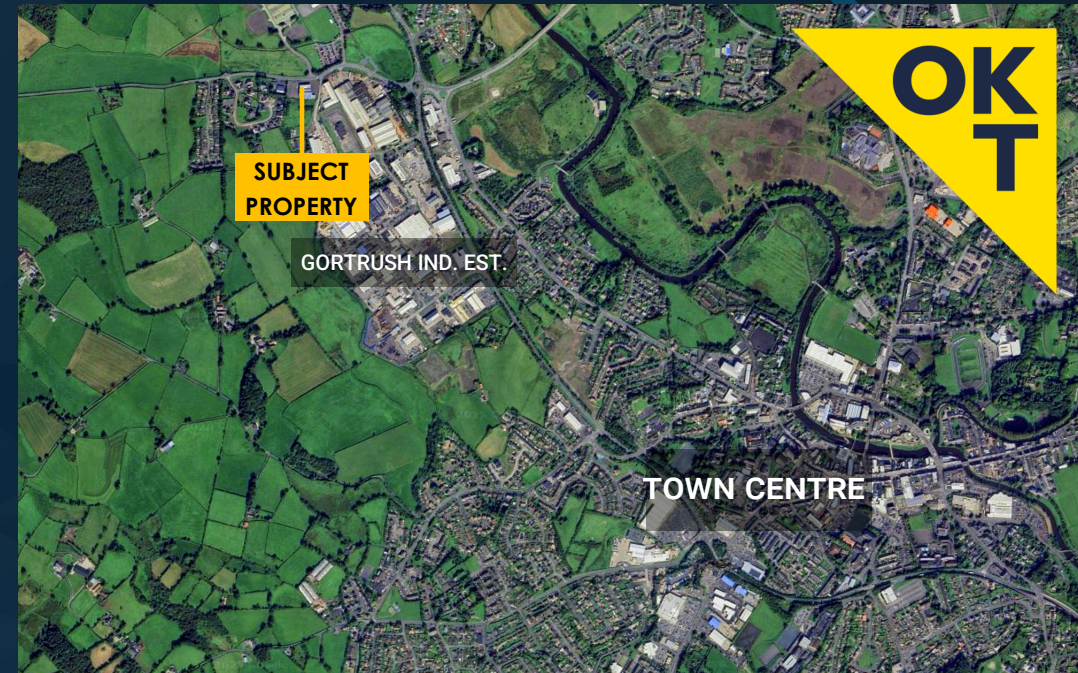 OK
T
SUBJECT
PROPERTY
GORTRUSH IND. EST.
TOWN CENTRE